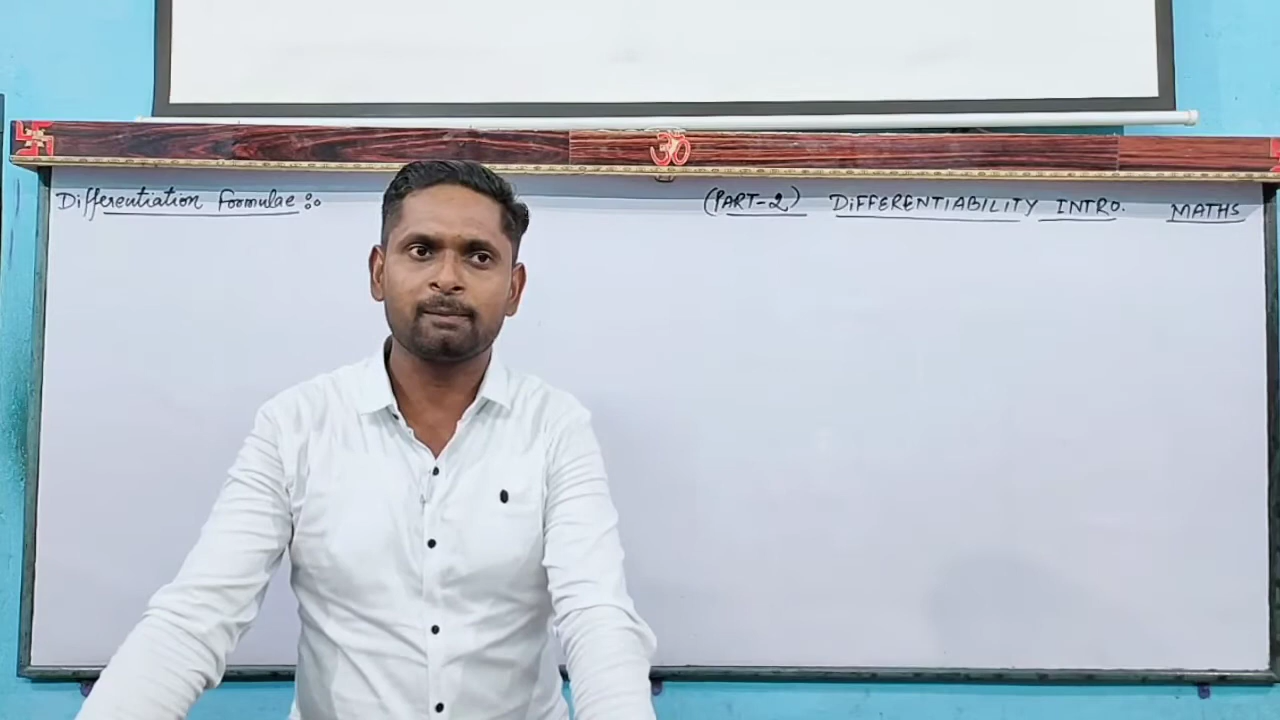 ॐ
Differentiation Formulae :
(PART-2) DIFFERENTIABILITY INTRO. MATHS